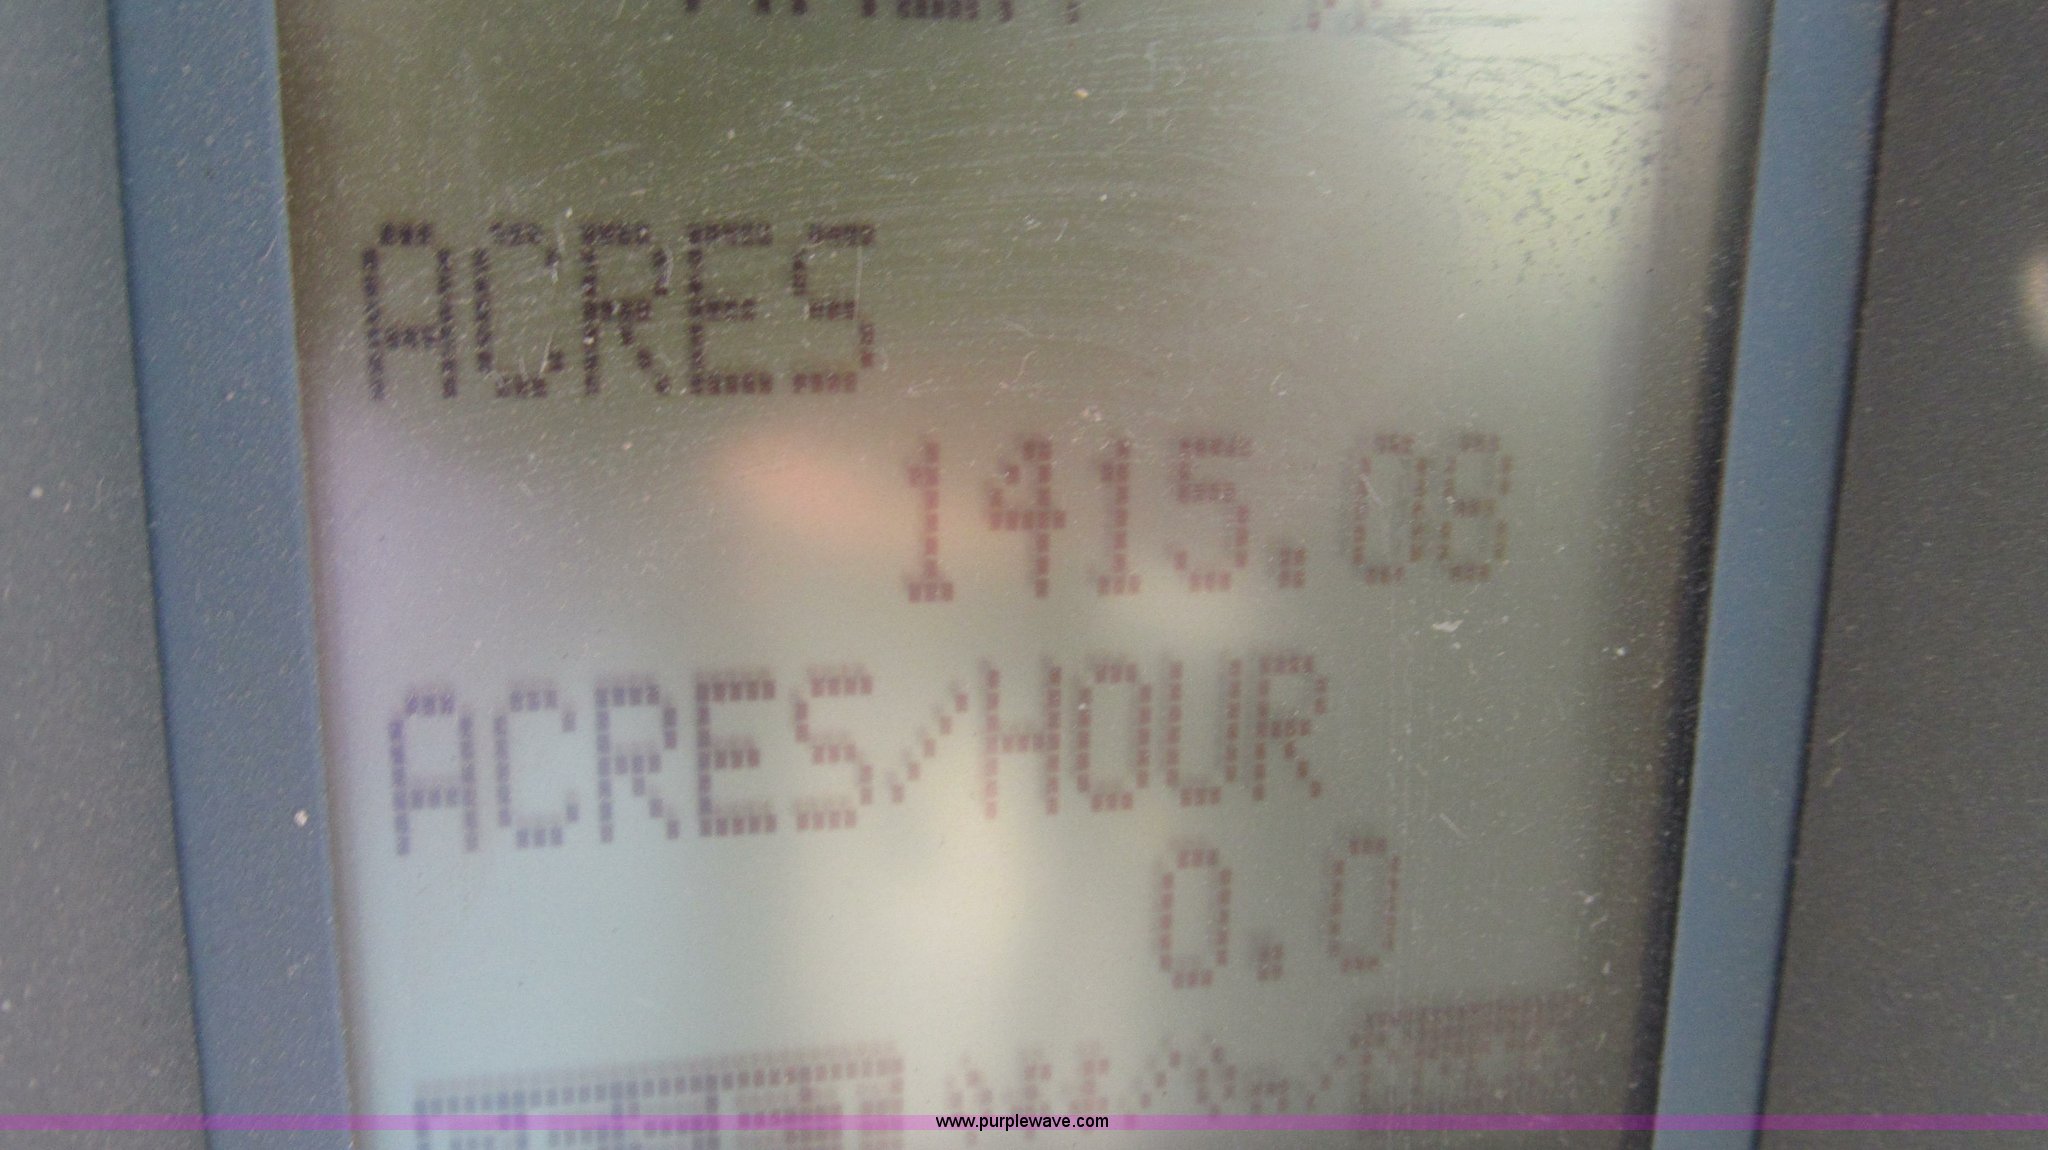 ACRES
1415.08
ACRES/HOUR
0.0
www.purplewave.com